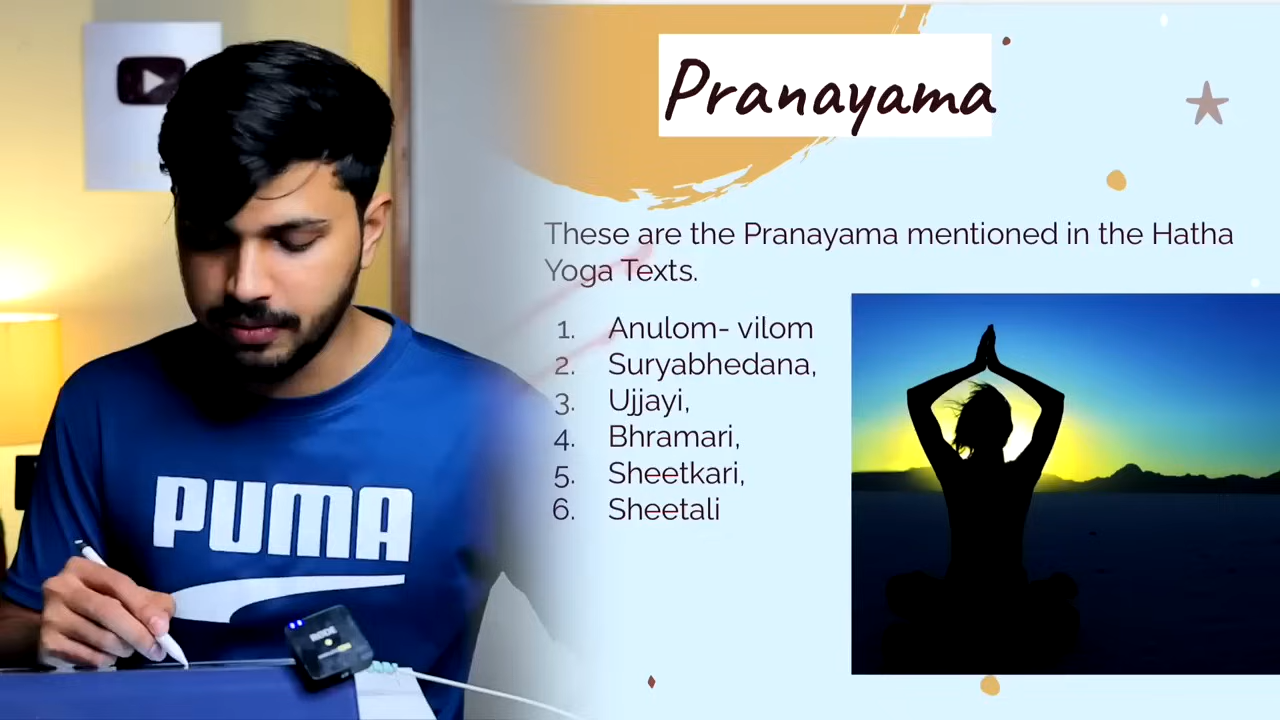 Pranayama
These are the Pranayama mentioned in the Hatha
Yoga Texts.
1. Anulom- vilom
2. Suryabhedana,
3. Ujjayi,
4. Bhramari,
5. Sheetkari,
6. Sheetali
PUMA
RODE